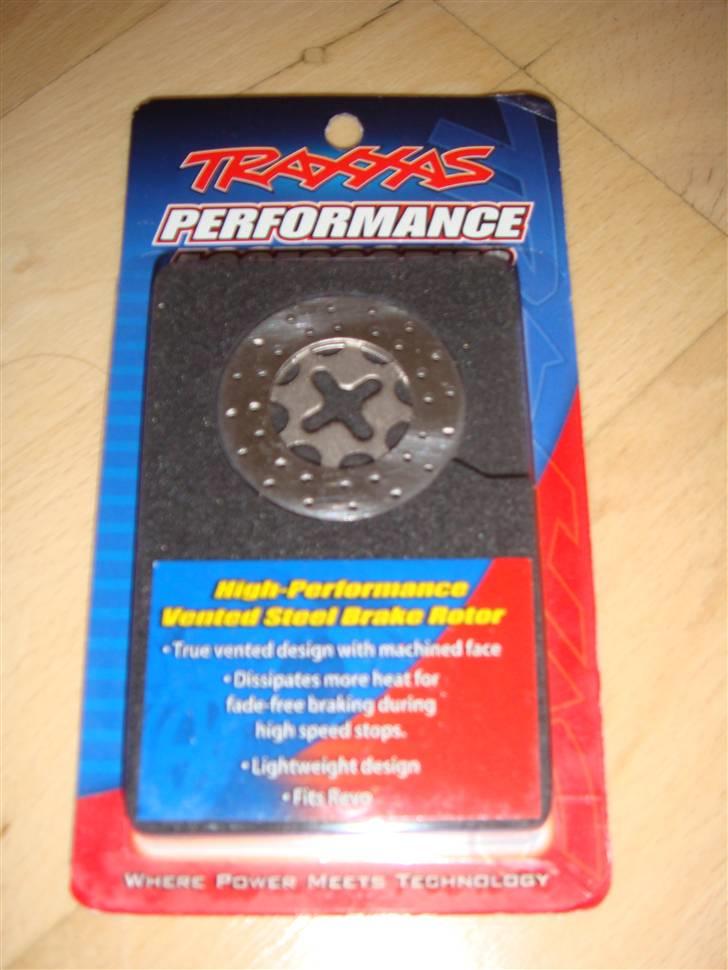 TRAXXAS
PERFORMANCE
High-Performance
Vented Steel Brake Rotor
• True vented design with machined face
• Dissipates more heat for
fade-free braking during
high speed stops.
• Lightweight design
• Fits Revo
WHERE POWER MEETS TECHNOLOGY